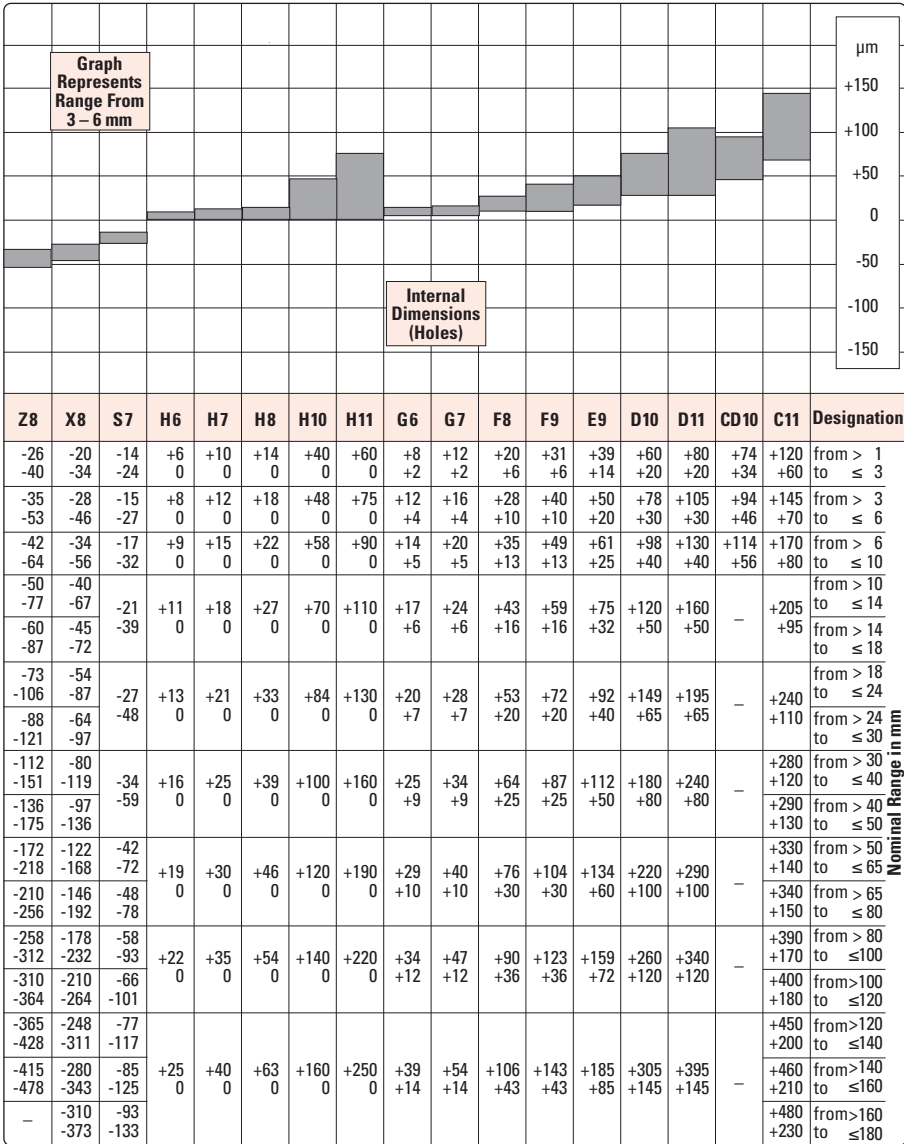 µm
Graph
Represents
Range From
3 – 6 mm
+150
+100
+50
0
-50
-100
-150
Internal
Dimensions
(Holes)
Z8 X8 S7 H6 H7 H8 H10 H11 G6 G7 F8 F9 E9 D10 D11 CD10 C11 Designation
-26 -20 -14 +6 +10 +14 +40 +60 +8 +12 +20 +31 +39 +60 +80 +74 +120 from > 1
-40 -34 -24 0 0 0 0 0 +2 +2 +6 +6 +14 +20 +20 +34 +60 to ≤ 3
-35 -28 -15 +8 +12 +18 +48 +75 +12 +16 +28 +40 +50 +78 +105 +94 +145 from > 3
-53 -46 -27 0 0 0 0 0 +4 +4 +10 +10 +20 +30 +30 +46 +70 to ≤ 6
-42 -34 -17 +9 +15 +22 +58 +90 +14 +20 +35 +49 +61 +98 +130 +114 +170 from > 6
-64 -56 -32 0 0 0 0 0 +5 +5 +13 +13 +25 +40 +40 +56 +80 to ≤ 10
-50 -40 from > 10
-77 -67 to ≤ 14
-21 +11 +18 +27 +70 +110 +17 +24 +43 +59 +75 +120 +160 – +205
-39 0 0 0 0 0 +6 +6 +16 +16 +32 +50 +50 +95
-60 -45 from > 14
-87 -72 to ≤ 18
-73 -54 from > 18
-106 -87 to ≤ 24
-27 +13 +21 +33 +84 +130 +20 +28 +53 +72 +92 +149 +195 – +240
-48 0 0 0 0 0 +7 +7 +20 +20 +40 +65 +65 +110
-88 -64 from > 24
-121 -97 to ≤ 30
-112 -80 +280 from > 30
-151 -119 +120 to ≤ 40
-34 +16 +25 +39 +100 +160 +25 +34 +64 +87 +112 +180 +240 –
-59 0 0 0 0 0 +9 +9 +25 +25 +50 +80 +80
-136 -97 +290 from > 40
-175 -136 +130 to ≤ 50
-172 -122 -42 +330 from > 50
-218 -168 -72 +140 to ≤ 65
+19 +30 +46 +120 +190 +29 +40 +76 +104 +134 +220 +290 –
0 0 0 0 0 +10 +10 +30 +30 +60 +100 +100
-210 -146 -48 +340 from > 65
-256 -192 -78 +150 to ≤ 80
-258 -178 -58 +390 from > 80
-312 -232 -93 +170 to ≤100
+22 +35 +54 +140 +220 +34 +47 +90 +123 +159 +260 +340 –
0 0 0 0 0 +12 +12 +36 +36 +72 +120 +120
-310 -210 -66 +400 from>100
-364 -264 -101 +180 to ≤120
-365 -248 -77 +450 from>120
-428 -311 -117 +200 to ≤140
-415 -280 -85 +25 +40 +63 +160 +250 +39 +54 +106 +143 +185 +305 +395 – +460 from>140
-478 -343 -125 0 0 0 0 0 +14 +14 +43 +43 +85 +145 +145 +210 to ≤160
– -310 -93 +480 from>160
-373 -133 +230 to ≤180
Nominal Range in mm